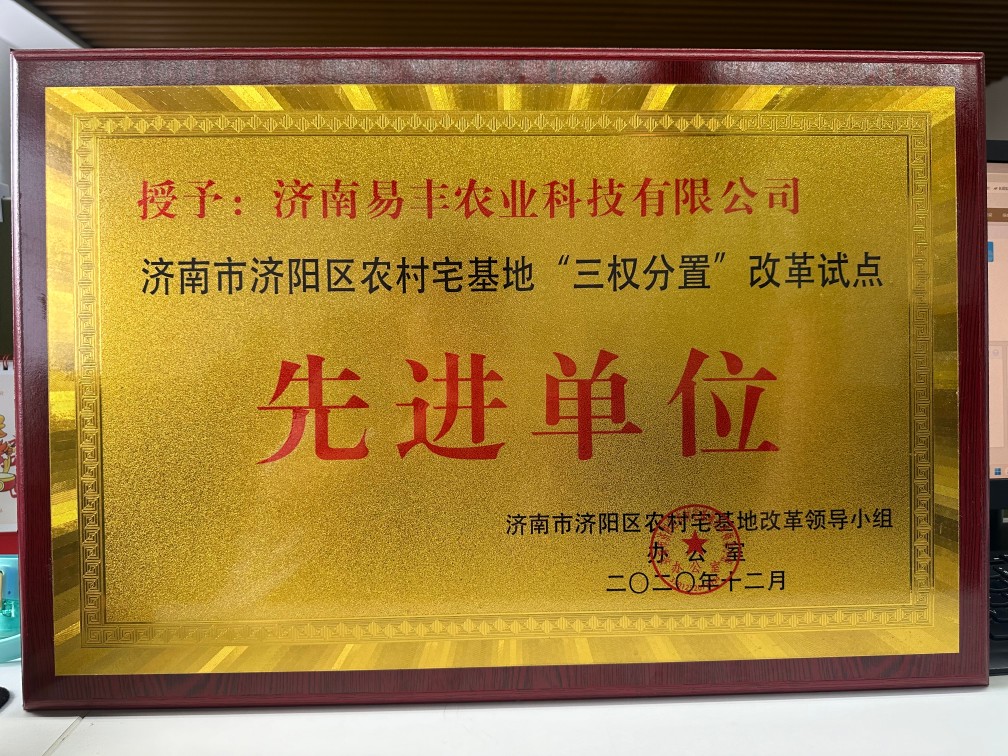 授予：济南易丰农业科技有限公司
济南市济阳区农村宅基地“三权分置”改革试点
先进单位
济南市济阳区农村宅基地改革领导小组
办公室
二〇二〇年十二月
办公室